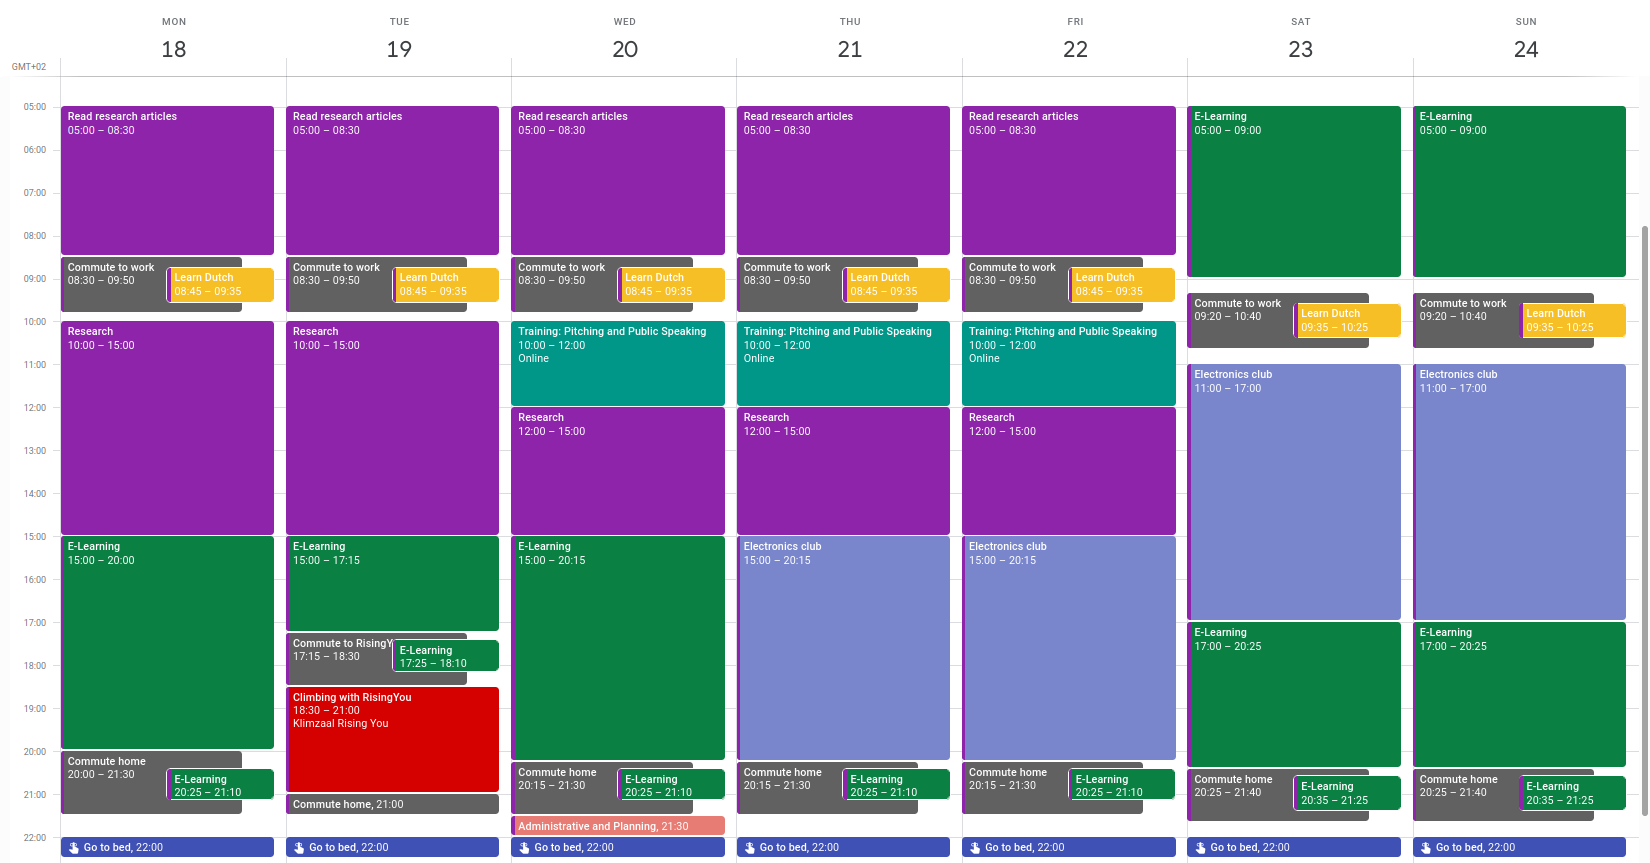 MON
TUE
WED
THU
FRI
SAT
SUN
18
19
20
21
22
23
24
GMT+02
05:00
06:00
07:00
08:00
09:00
10:00
11:00
12:00
13:00
14:00
15:00
16:00
17:00
18:00
19:00
20:00
21:00
22:00
Read research articles
05:00 – 08:30
Commute to work
08:30 – 09:50
Learn Dutch
08:45 – 09:35
Research
10:00 – 15:00
E-Learning
15:00 – 20:00
Commute home
20:00 – 21:30
E-Learning
20:25 – 21:10
Go to bed, 22:00
Read research articles
05:00 – 08:30
Commute to work
08:30 – 09:50
Learn Dutch
08:45 – 09:35
Research
10:00 – 15:00
E-Learning
15:00 – 17:15
Commute to RisingY
17:15 – 18:30
E-Learning
17:25 – 18:10
Climbing with RisingYou
18:30 – 21:00
Klimzaal Rising You
Commute home, 21:00
Go to bed, 22:00
Read research articles
05:00 – 08:30
Commute to work
08:30 – 09:50
Learn Dutch
08:45 – 09:35
Training: Pitching and Public Speaking
10:00 – 12:00
Online
Research
12:00 – 15:00
E-Learning
15:00 – 20:15
Commute home
20:15 – 21:30
E-Learning
20:25 – 21:10
Administrative and Planning, 21:30
Go to bed, 22:00
Read research articles
05:00 – 08:30
Commute to work
08:30 – 09:50
Learn Dutch
08:45 – 09:35
Training: Pitching and Public Speaking
10:00 – 12:00
Online
Research
12:00 – 15:00
Electronics club
15:00 – 20:15
Commute home
20:15 – 21:30
E-Learning
20:25 – 21:10
Go to bed, 22:00
Read research articles
05:00 – 08:30
Commute to work
08:30 – 09:50
Learn Dutch
08:45 – 09:35
Training: Pitching and Public Speaking
10:00 – 12:00
Online
Research
12:00 – 15:00
Electronics club
15:00 – 20:15
Commute home
20:15 – 21:30
E-Learning
20:25 – 21:10
Go to bed, 22:00
E-Learning
05:00 – 09:00
Commute to work
09:20 – 10:40
Learn Dutch
09:35 – 10:25
Electronics club
11:00 – 17:00
E-Learning
17:00 – 20:25
Commute home
20:25 – 21:40
E-Learning
20:35 – 21:25
Go to bed, 22:00
E-Learning
05:00 – 09:00
Commute to work
09:20 – 10:40
Learn Dutch
09:35 – 10:25
Electronics club
11:00 – 17:00
E-Learning
17:00 – 20:25
Commute home
20:25 – 21:40
E-Learning
20:35 – 21:25
Go to bed, 22:00